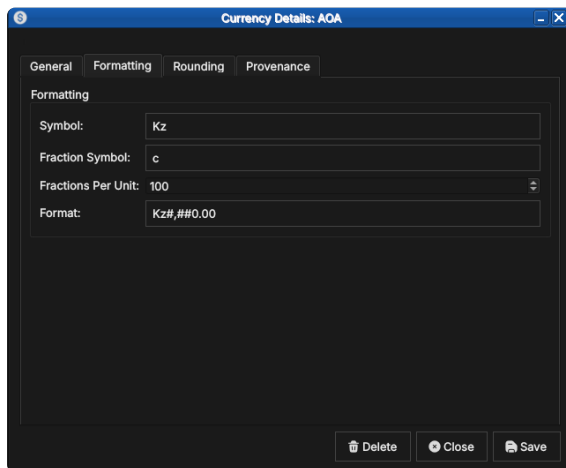 Currency Details: AOA
General Formatting Rounding Provenance
Formatting
Symbol: Kz
Fraction Symbol: c
Fractions Per Unit: 100
Format: Kz#,##0.00
Delete Close Save